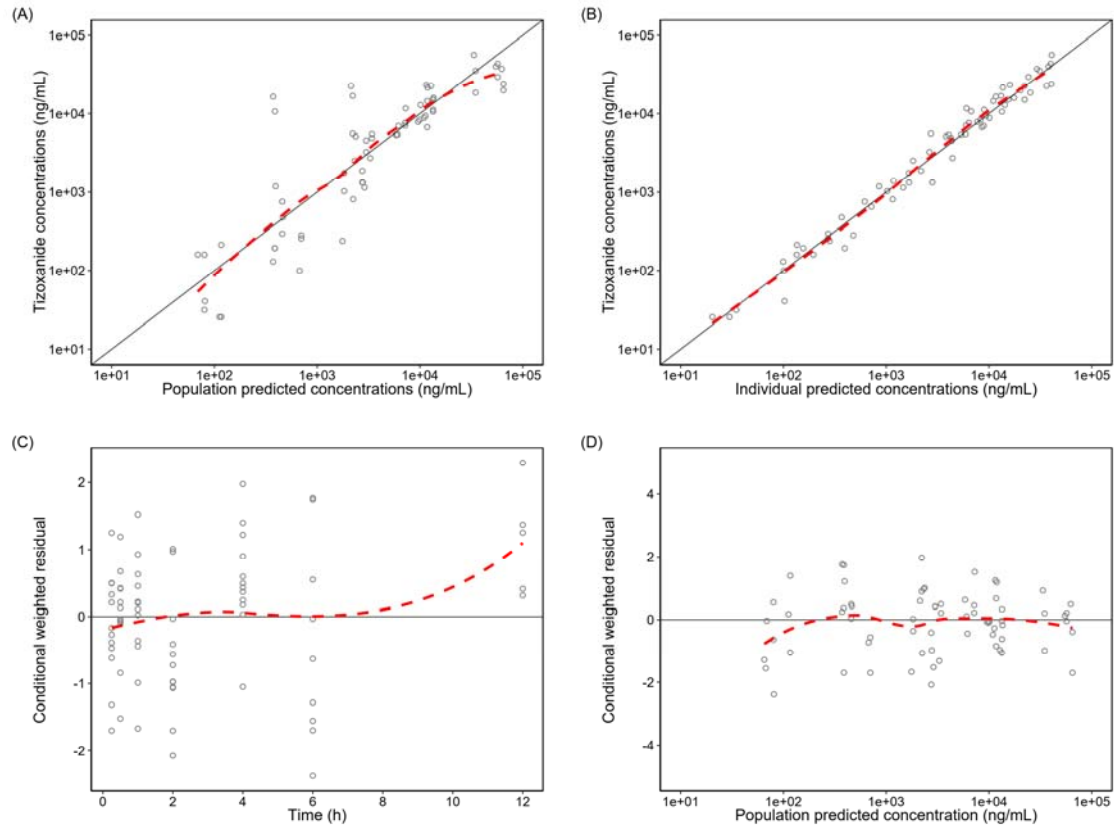 (A)
Tizoxanide concentrations (ng/mL)
1e+05
1e+04
1e+03
1e+02
1e+01
1e+01 1e+02 1e+03 1e+04 1e+05
Population predicted concentrations (ng/mL)
(B)
Tizoxanide concentrations (ng/mL)
1e+05
1e+04
1e+03
1e+02
1e+01
1e+01 1e+02 1e+03 1e+04 1e+05
Individual predicted concentrations (ng/mL)
(C)
Conditional weighted residual
2
1
0
-1
-2
0 2 4 6 8 10 12
Time (h)
(D)
Conditional weighted residual
4
2
0
-2
-4
1e+01 1e+02 1e+03 1e+04 1e+05
Population predicted concentration (ng/mL)